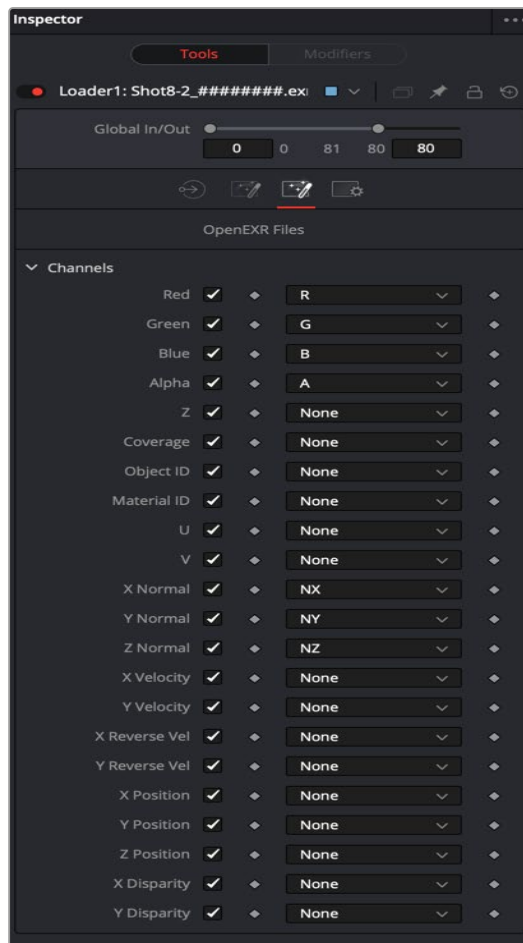 Inspector
Tools Modifiers
Loader1: Shot8-2_########.ex
Global In/Out
0 0 81 80 80
OpenEXR Files
Channels
Red R
Green G
Blue B
Alpha A
Z None
Coverage None
Object ID None
Material ID None
U None
V None
X Normal NX
Y Normal NY
Z Normal NZ
X Velocity None
Y Velocity None
X Reverse Vel None
Y Reverse Vel None
X Position None
Y Position None
Z Position None
X Disparity None
Y Disparity None